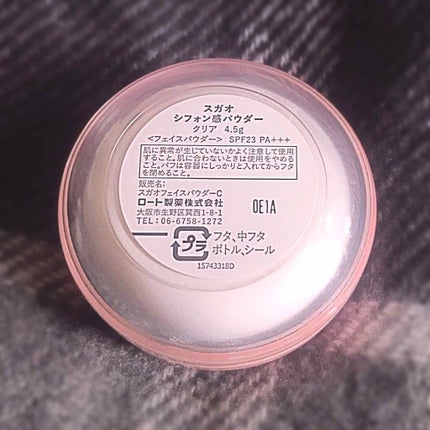 スガオ
シフォン感パウダー
クリア 4.5g
<フェイスパウダー> SPF23 PA+++
肌に異常が生じていないかよく注意して使用
すること。肌に合わないときは使用をやめる
こと。パフは容器にしっかりと入れてからフタ
を閉めること。
販売名:
スガオフェイスパウダーC
ロート製薬株式会社
大阪市生野区巽西1-8-1
TEL:06-6758-1272
0E1A
プラ
フタ、中フタ
ボトル、シール
15743318D